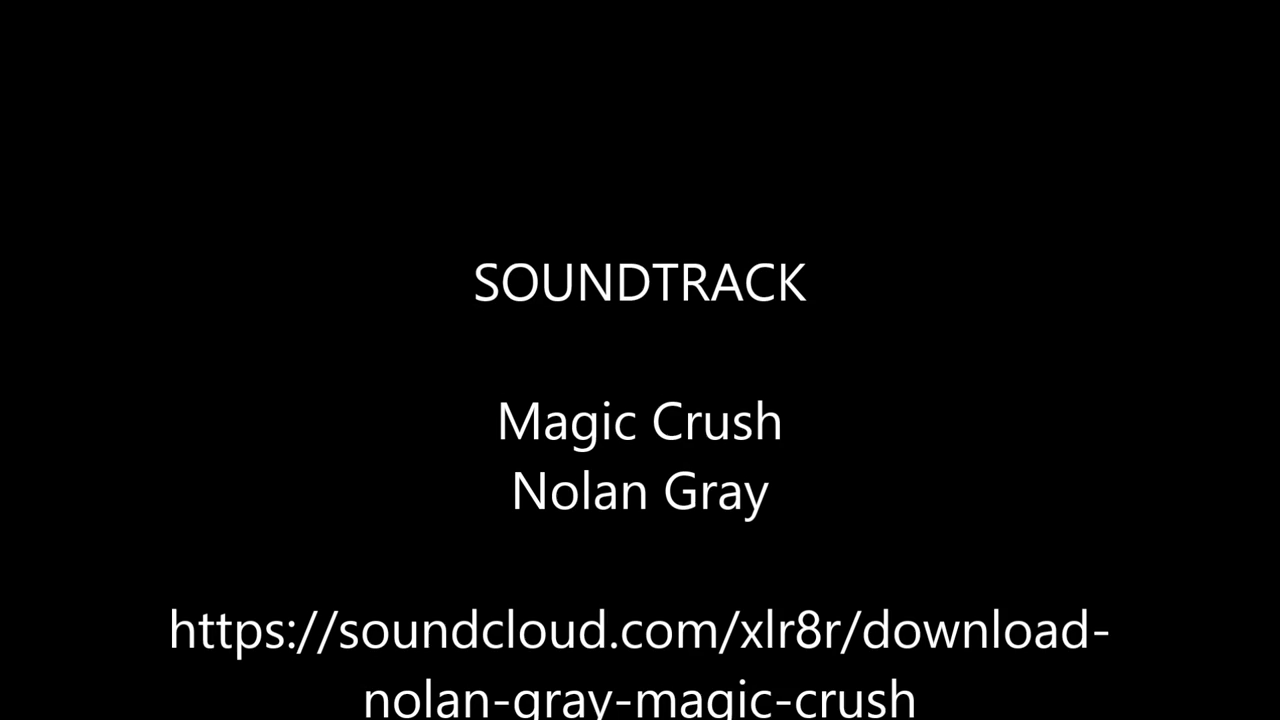 SOUNDTRACK
Magic Crush
Nolan Gray
https://soundcloud.com/xlr8r/download-
nolan-gray-magic-crush